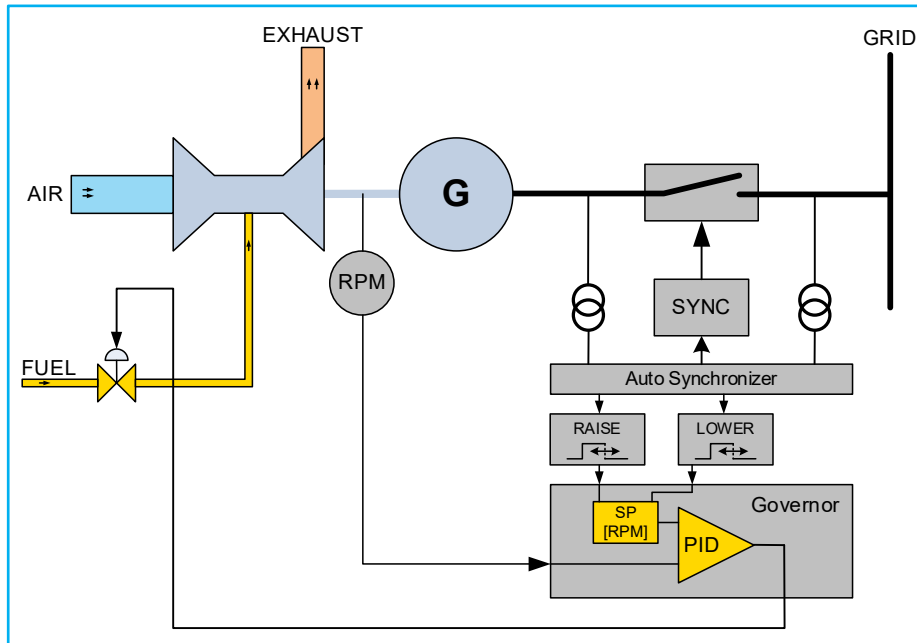 EXHAUST
GRID
AIR
G
RPM
SYNC
FUEL
Auto Synchronizer
RAISE
LOWER
Governor
SP
[RPM]
PID